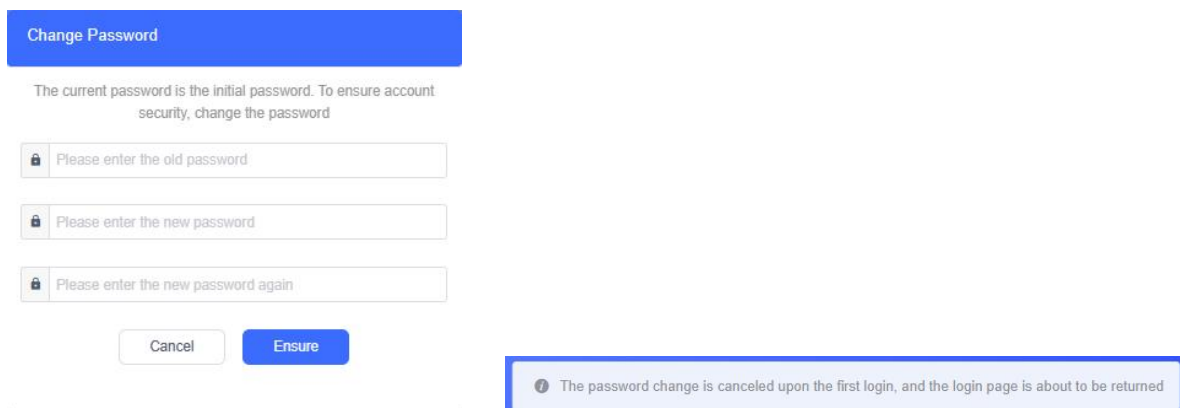 Change Password
The current password is the initial password. To ensure account
security, change the password
Please enter the old password
Please enter the new password
Please enter the new password again
Cancel
Ensure
The password change is canceled upon the first login, and the login page is about to be returned